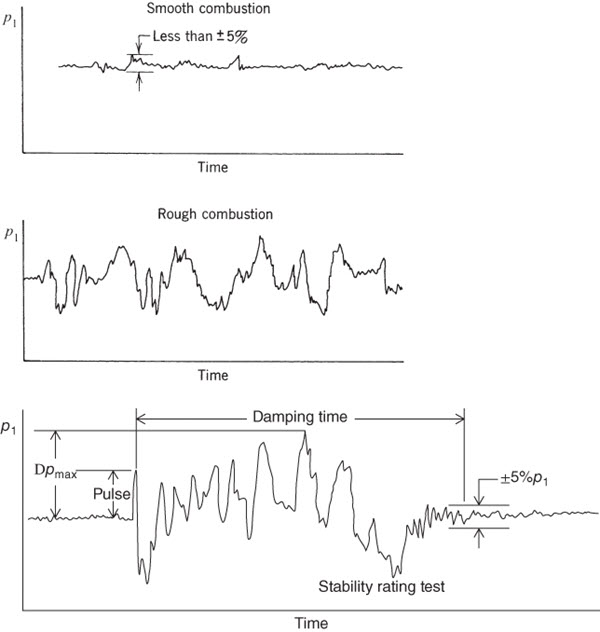 Smooth combustion
p1
Less than ±5%
Time
Rough combustion
p1
Time
Damping time
p1
Dpmax
Pulse
±5%p1
Stability rating test
Time